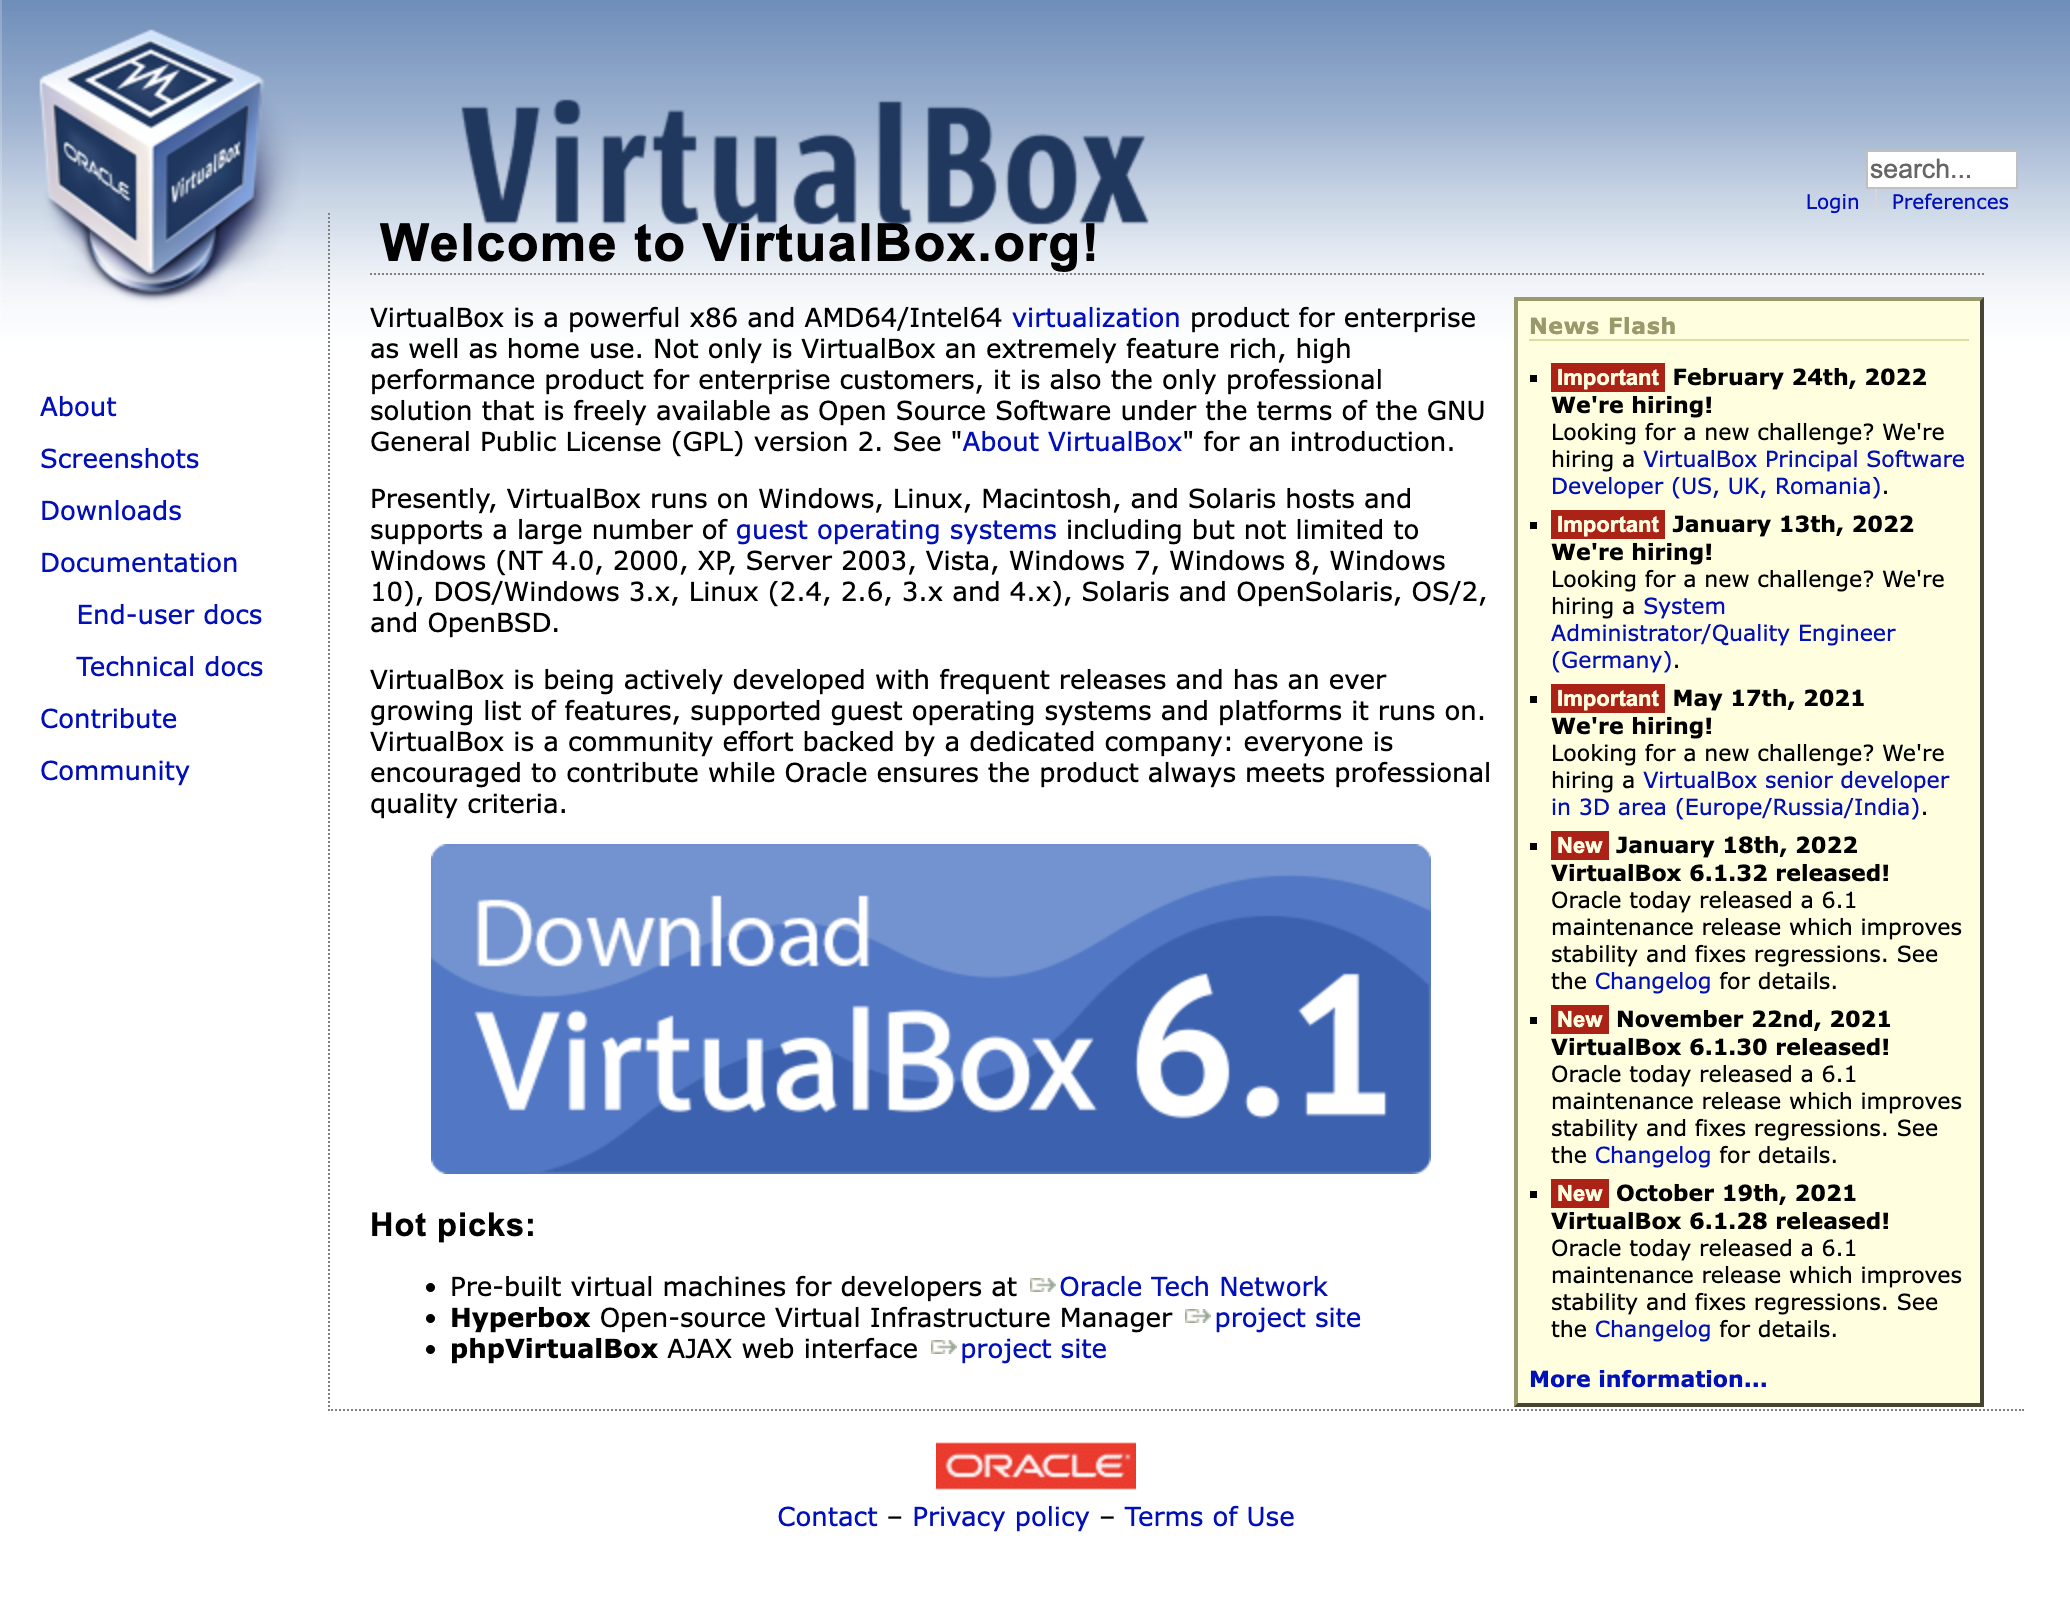 ORACLE
VirtualBox
VirtualBox
search...
Login Preferences
Welcome to VirtualBox.org!
About
Screenshots
Downloads
Documentation
End-user docs
Technical docs
Contribute
Community
VirtualBox is a powerful x86 and AMD64/Intel64 virtualization product for enterprise
as well as home use. Not only is VirtualBox an extremely feature rich, high
performance product for enterprise customers, it is also the only professional
solution that is freely available as Open Source Software under the terms of the GNU
General Public License (GPL) version 2. See "About VirtualBox" for an introduction.
Presently, VirtualBox runs on Windows, Linux, Macintosh, and Solaris hosts and
supports a large number of guest operating systems including but not limited to
Windows (NT 4.0, 2000, XP, Server 2003, Vista, Windows 7, Windows 8, Windows
10), DOS/Windows 3.x, Linux (2.4, 2.6, 3.x and 4.x), Solaris and OpenSolaris, OS/2,
and OpenBSD.
VirtualBox is being actively developed with frequent releases and has an ever
growing list of features, supported guest operating systems and platforms it runs on.
VirtualBox is a community effort backed by a dedicated company: everyone is
encouraged to contribute while Oracle ensures the product always meets professional
quality criteria.
Download
VirtualBox 6.1
Hot picks:
• Pre-built virtual machines for developers at Oracle Tech Network
• Hyperbox Open-source Virtual Infrastructure Manager project site
• phpVirtualBox AJAX web interface project site
News Flash
▪ Important February 24th, 2022
We're hiring!
Looking for a new challenge? We're
hiring a VirtualBox Principal Software
Developer (US, UK, Romania).
▪ Important January 13th, 2022
We're hiring!
Looking for a new challenge? We're
hiring a System
Administrator/Quality Engineer
(Germany).
▪ Important May 17th, 2021
We're hiring!
Looking for a new challenge? We're
hiring a VirtualBox senior developer
in 3D area (Europe/Russia/India).
▪ New January 18th, 2022
VirtualBox 6.1.32 released!
Oracle today released a 6.1
maintenance release which improves
stability and fixes regressions. See
the Changelog for details.
▪ New November 22nd, 2021
VirtualBox 6.1.30 released!
Oracle today released a 6.1
maintenance release which improves
stability and fixes regressions. See
the Changelog for details.
▪ New October 19th, 2021
VirtualBox 6.1.28 released!
Oracle today released a 6.1
maintenance release which improves
stability and fixes regressions. See
the Changelog for details.
More information...
ORACLE
Contact – Privacy policy – Terms of Use